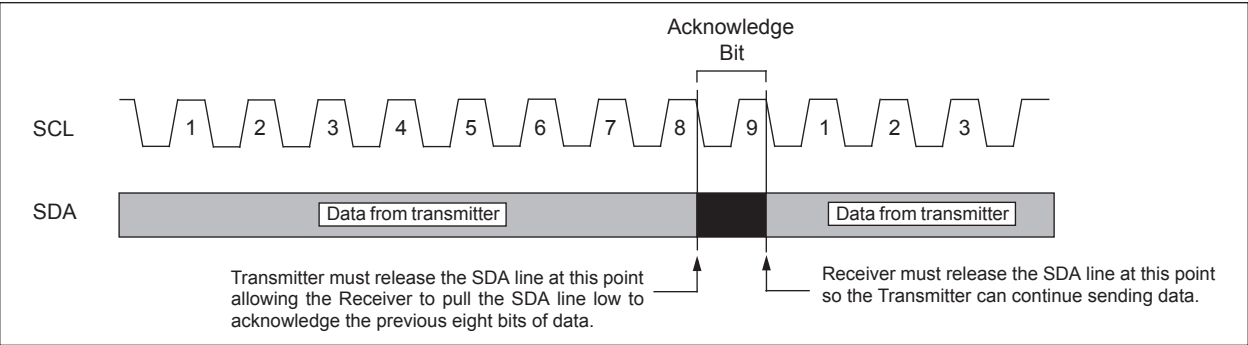 Acknowledge
Bit
SCL
1 2 3 4 5 6 7 8 9 1 2 3
SDA
Data from transmitter
Data from transmitter
Transmitter must release the SDA line at this point
allowing the Receiver to pull the SDA line low to
acknowledge the previous eight bits of data.
Receiver must release the SDA line at this point
so the Transmitter can continue sending data.